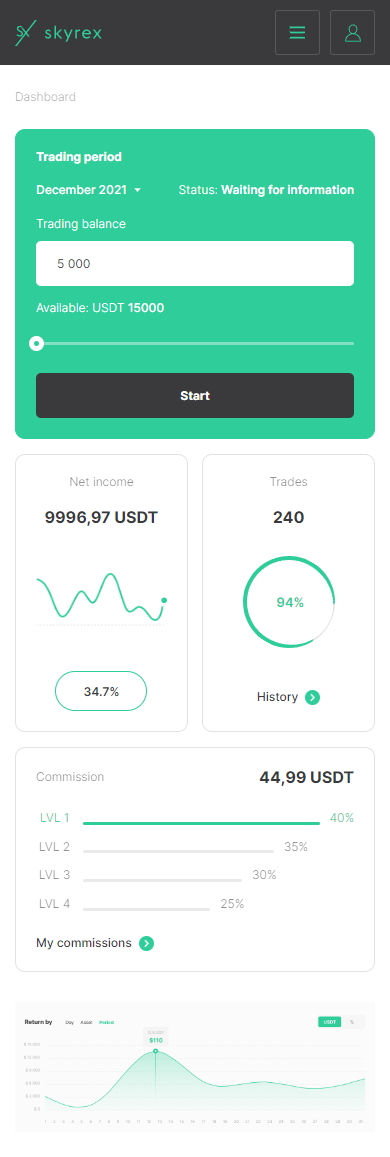 skyrex
Dashboard
Trading period
December 2021 Status: Waiting for information
Trading balance
5 000
Available: USDT 15000
Start
Net income
9996,97 USDT
34.7%
Trades
240
94%
History
Commission 44,99 USDT
LVL 1 40%
LVL 2 35%
LVL 3 30%
LVL 4 25%
My commissions
Return by Day Asset Period USDT %
$110
1 2 3 4 5 6 7 8 9 10 11 12 13 14 15 16 17 18 19 20 21 22 23 24 25 26 27 28 29 30 31